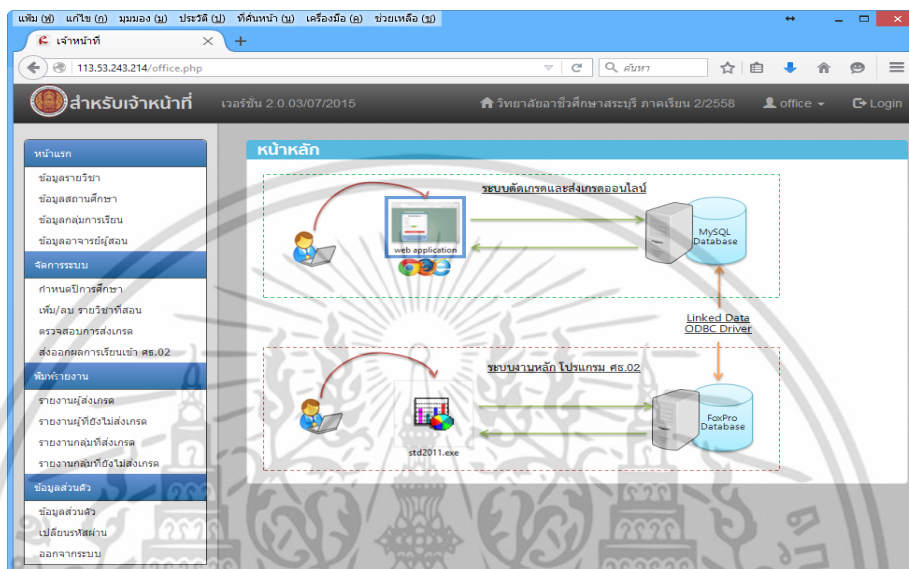 แฟ้ม (ฟ) แก้ไข (ก) มุมมอง (ม) ประวัติ (ป) ที่คั่นหน้า (น) เครื่องมือ (ค) ช่วยเหลือ (ช)
เจ้าหน้าที่
113.53.243.214/office.php
ค้นหา
สำหรับเจ้าหน้าที่ เวอร์ชั่น 2.0.03/07/2015 วิทยาลัยอาชีวศึกษาสระบุรี ภาคเรียน 2/2558 office Login
หน้าแรก
ข้อมูลรายวิชา
ข้อมูลสถานศึกษา
ข้อมูลกลุ่มการเรียน
ข้อมูลอาจารย์ผู้สอน
จัดการระบบ
กำหนดปีการศึกษา
เพิ่ม/ลบ รายวิชาที่สอน
ตรวจสอบการส่งเกรด
ส่งออกผลการเรียนเข้า ศธ.02
พิมพ์รายงาน
รายงานผู้ส่งเกรด
รายงานผู้ที่ยังไม่ส่งเกรด
รายงานกลุ่มที่ส่งเกรด
รายงานกลุ่มที่ยังไม่ส่งเกรด
ข้อมูลส่วนตัว
ข้อมูลส่วนตัว
เปลี่ยนรหัสผ่าน
ออกจากระบบ
หน้าหลัก
ระบบตัดเกรดและส่งเกรดออนไลน์
web application
MySQL
Database
Linked Data
ODBC Driver
ระบบงานหลัก โปรแกรม ศธ.02
std2011.exe
FoxPro
Database